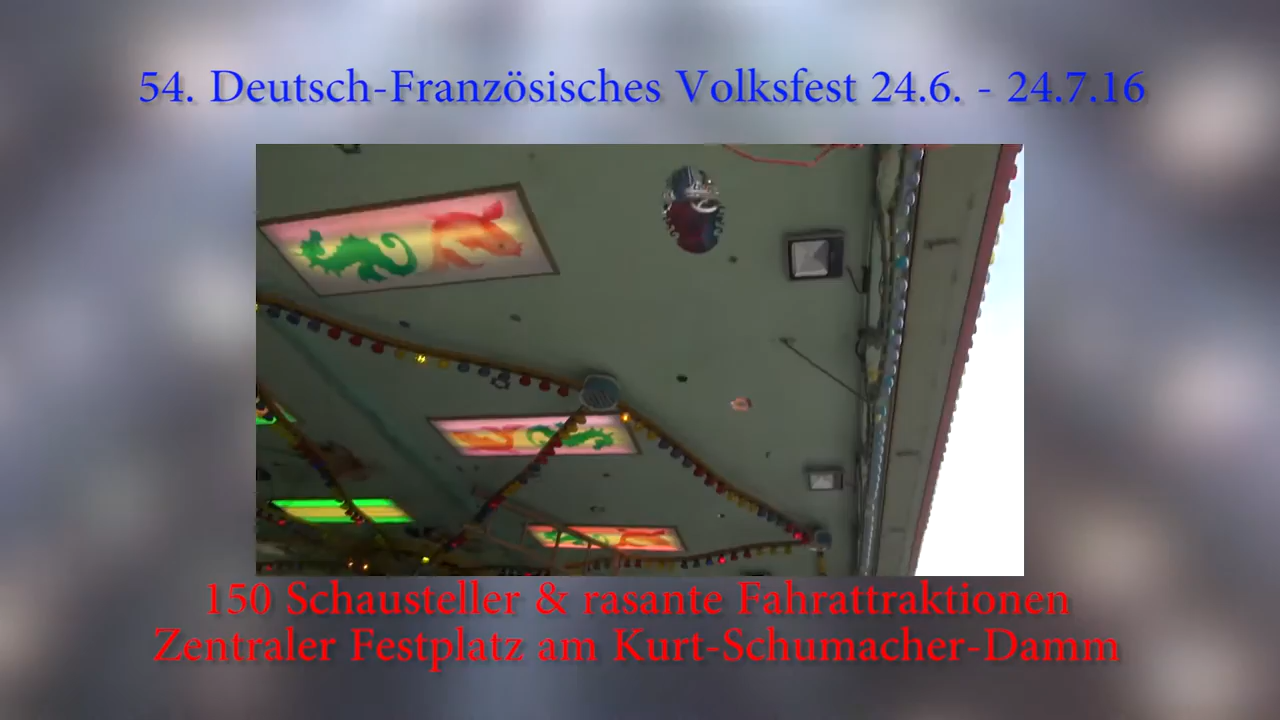 54. Deutsch-Französisches Volksfest 24.6. - 24.7.16
150 Schausteller & rasante Fahrattraktionen
Zentraler Festplatz am Kurt-Schumacher-Damm